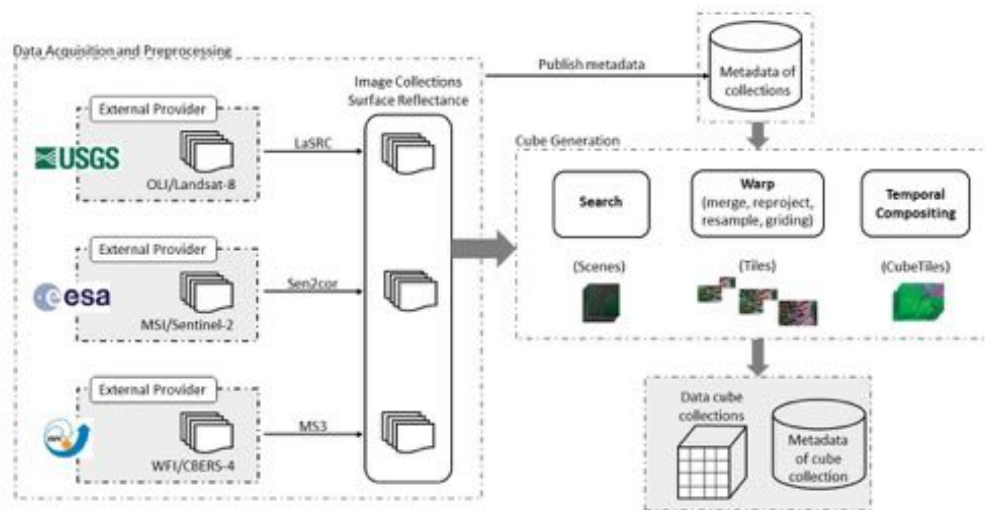 Data Acquisition and Preprocessing
External Provider
USGS
OLI/Landsat-8
LaSRC
External Provider
esa
MSI/Sentinel-2
Sen2cor
External Provider
WFI/CBERS-4
MS3
Image Collections
Surface Reflectance
Publish metadata
Metadata of
collections
Cube Generation
Search
(Scenes)
Warp
(merge, reproject,
resample, griding)
(Tiles)
Temporal
Compositing
(CubeTiles)
Data cube
collections
Metadata
of cube
collection